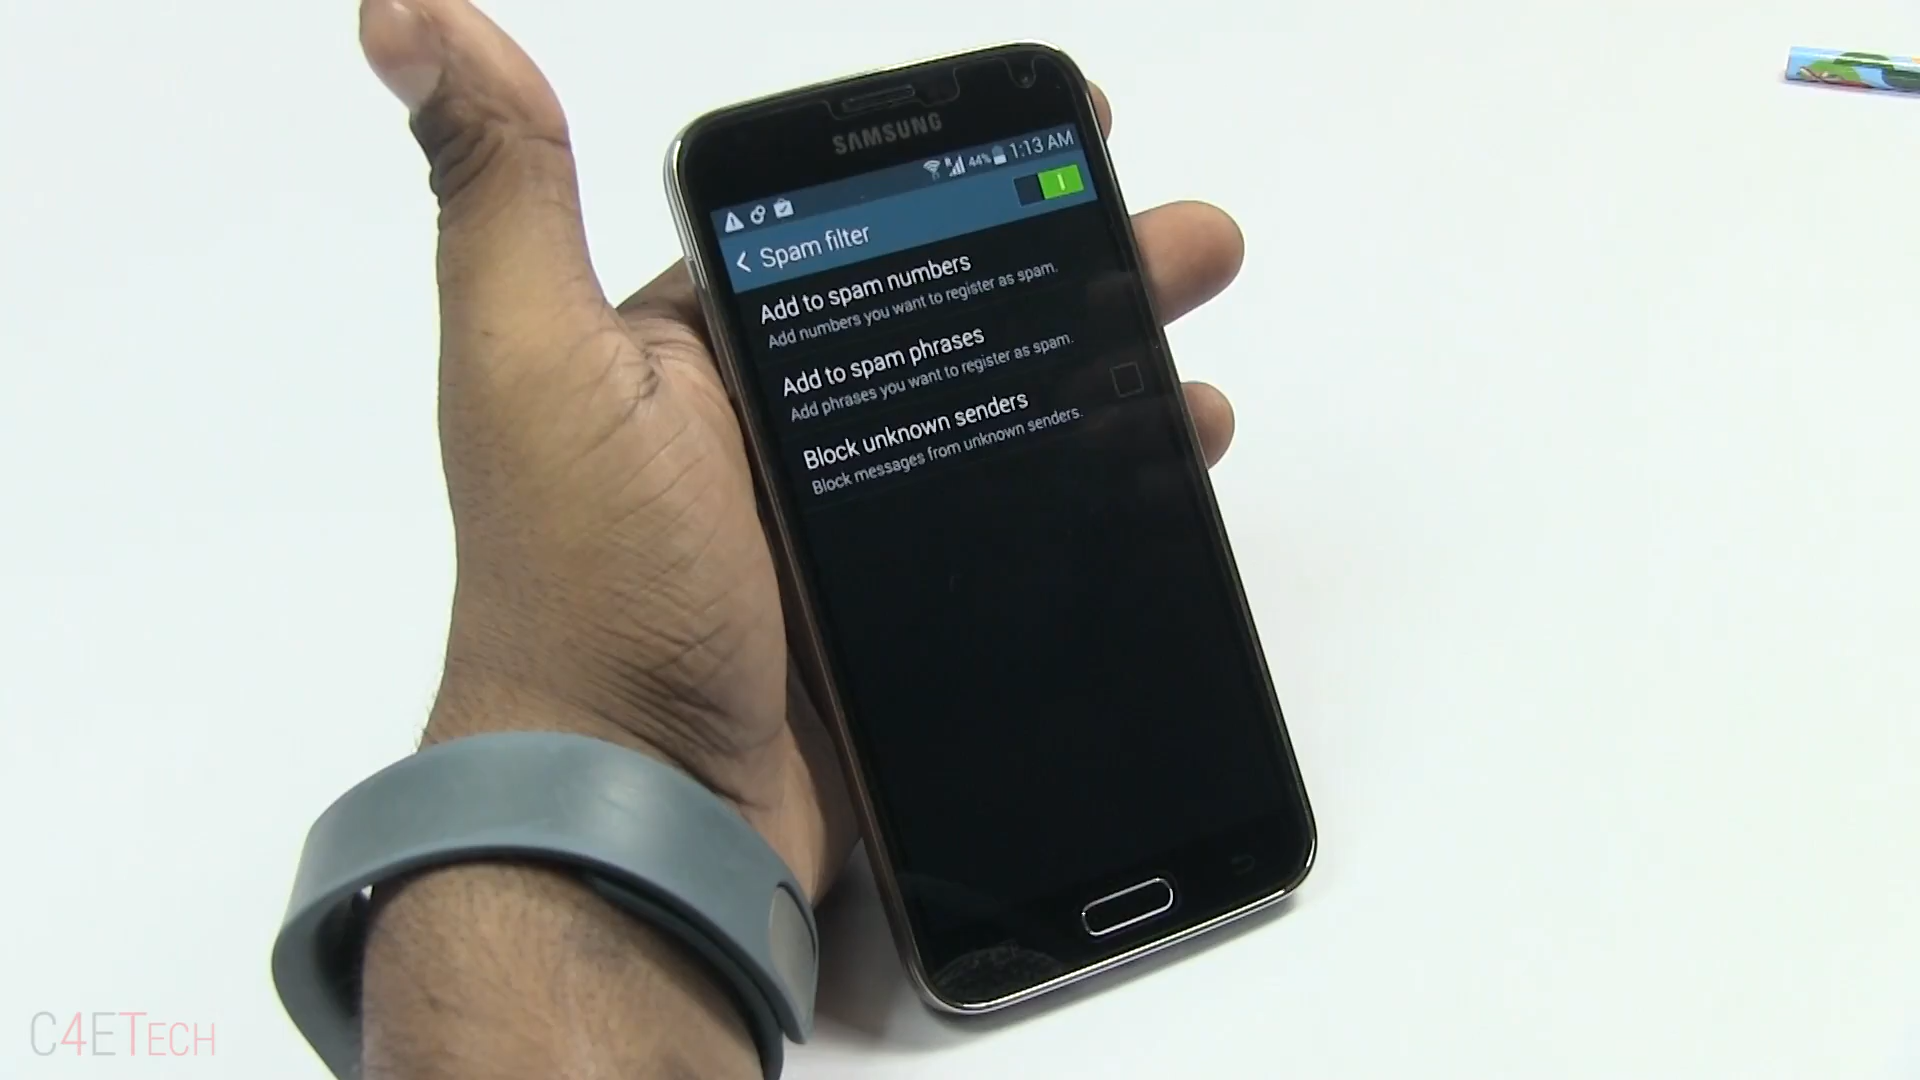 SAMSUNG
44% 1:13 AM
Spam filter
Add to spam numbers
Add numbers you want to register as spam.
Add to spam phrases
Add phrases you want to register as spam.
Block unknown senders
Block messages from unknown senders.
C4ETECH